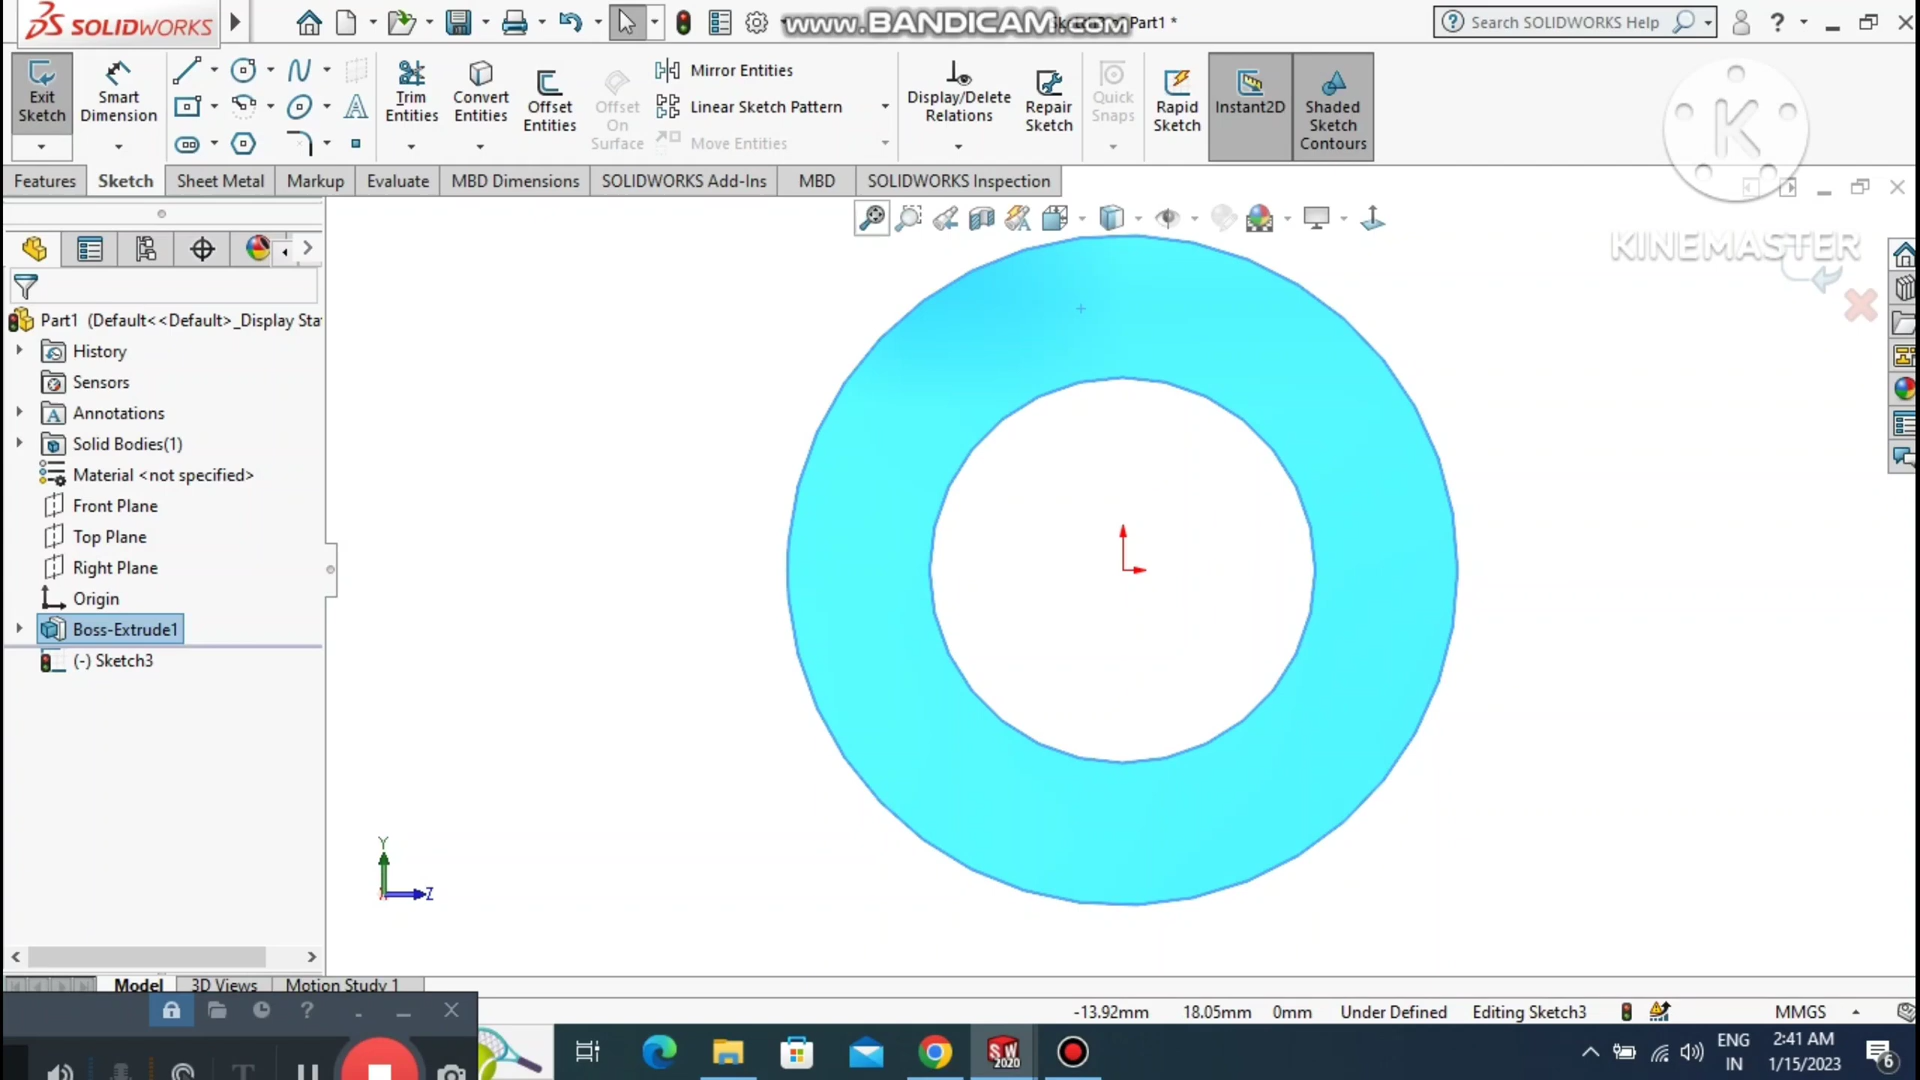 SOLIDWORKS
www.BANDICAM.com
Part1 *
Search SOLIDWORKS Help
Exit Sketch
Smart Dimension
Trim Entities
Convert Entities
Offset Entities
Offset On Surface
Mirror Entities
Linear Sketch Pattern
Move Entities
Display/Delete Relations
Repair Sketch
Quick Snaps
Rapid Sketch
Instant2D
Shaded Sketch Contours
K
KINEMASTER
Features
Sketch
Sheet Metal
Markup
Evaluate
MBD Dimensions
SOLIDWORKS Add-Ins
MBD
SOLIDWORKS Inspection
Part1 (Default<<Default>_Display Sta
History
Sensors
Annotations
Solid Bodies(1)
Material <not specified>
Front Plane
Top Plane
Right Plane
Origin
Boss-Extrude1
(-) Sketch3
Y
Z
Model
3D Views
Motion Study 1
-13.92mm
18.05mm
0mm
Under Defined
Editing Sketch3
MMGS
SW 2020
ENG
IN
2:41 AM
1/15/2023
6